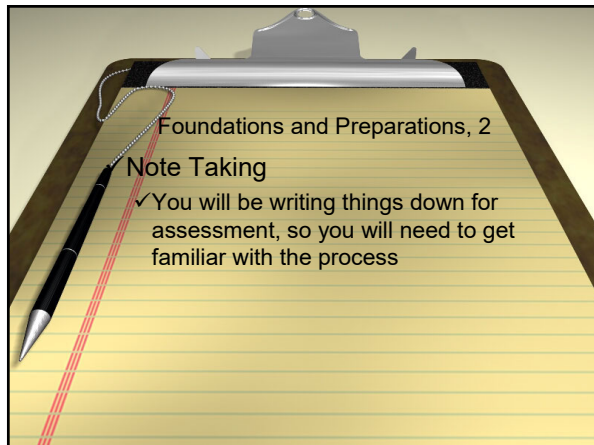 Foundations and Preparations, 2
Note Taking
✓You will be writing things down for
assessment, so you will need to get
familiar with the process